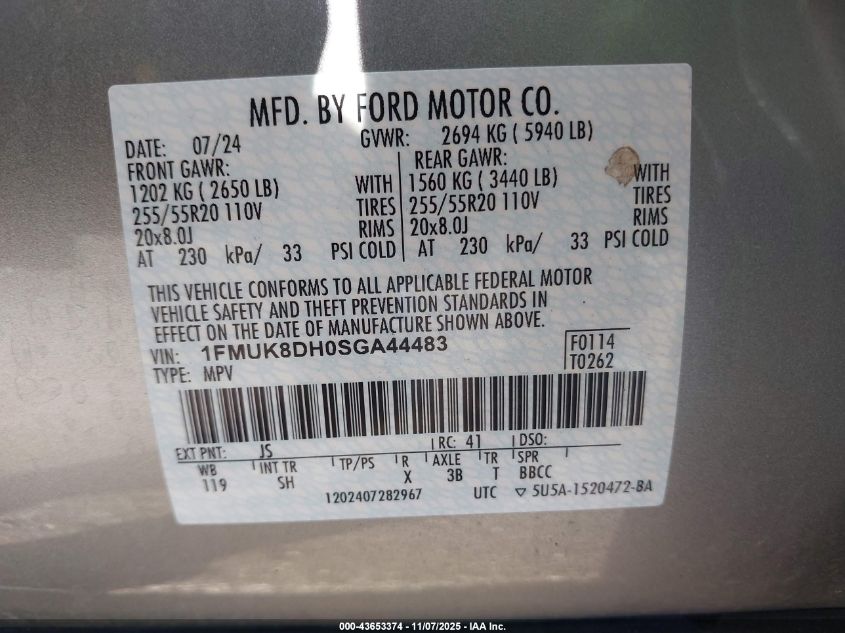 MFD. BY FORD MOTOR CO.
DATE: 07/24 GVWR: 2694 KG ( 5940 LB)
FRONT GAWR: REAR GAWR:
1202 KG ( 2650 LB) WITH 1560 KG ( 3440 LB) WITH
255/55R20 110V TIRES 255/55R20 110V TIRES
20x8.0J RIMS 20x8.0J RIMS
AT 230 kPa/ 33 PSI COLD AT 230 kPa/ 33 PSI COLD
THIS VEHICLE CONFORMS TO ALL APPLICABLE FEDERAL MOTOR
VEHICLE SAFETY AND THEFT PREVENTION STANDARDS IN
EFFECT ON THE DATE OF MANUFACTURE SHOWN ABOVE.
VIN: 1FMUK8DH0SGA44483 F0114
TYPE: MPV T0262
EXT PNT: JS RC: 41 DSO:
WB INT TR TP/PS R AXLE TR SPR
119 SH X 3B T BBCC
1202407282967 UTC ▽ 5U5A-1520472-BA
000-43653374 - 11/07/2025 - IAA Inc.